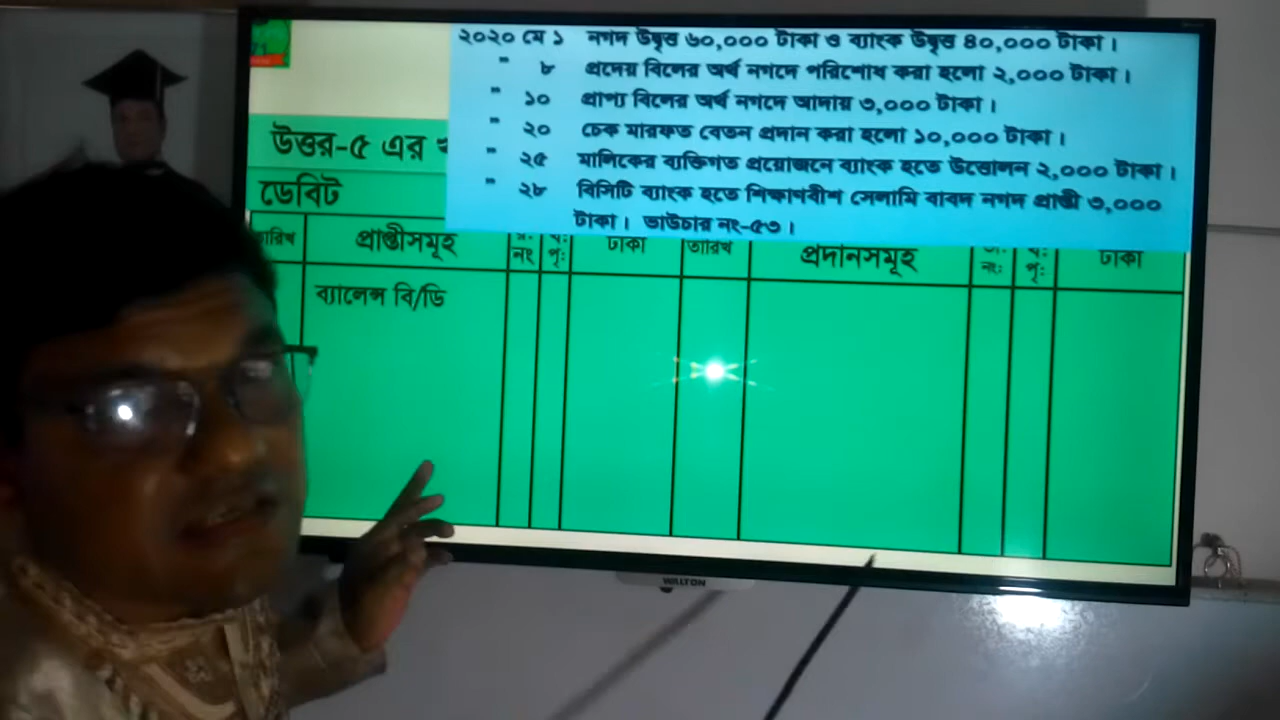 ২০২০ মে ১ নগদ উদ্বৃত্ত ৬০,০০০ টাকা ও ব্যাংক উদ্বৃত্ত ৪০,০০০ টাকা।
" ৮ প্রদেয় বিলের অর্থ নগদে পরিশোধ করা হলো ২,০০০ টাকা।
" ১০ প্রাপ্য বিলের অর্থ নগদে আদায় ৩,০০০ টাকা।
" ২০ চেক মারফত বেতন প্রদান করা হলো ১০,০০০ টাকা।
" ২৫ মালিকের ব্যক্তিগত প্রয়োজনে ব্যাংক হতে উত্তোলন ২,০০০ টাকা।
" ২৮ বিসিটি ব্যাংক হতে শিক্ষাণবীশ সেলামি বাবদ নগদ প্রাপ্তী ৩,০০০
টাকা। ভাউচার নং-৫৩।
71
উত্তর-৫ এর
ডেবিট
তারিখ প্রাপ্তীসমূহ নং পৃ: টাকা তারিখ প্রদানসমূহ নং: পৃ: টাকা
ব্যালেন্স বি/ডি
WALTON